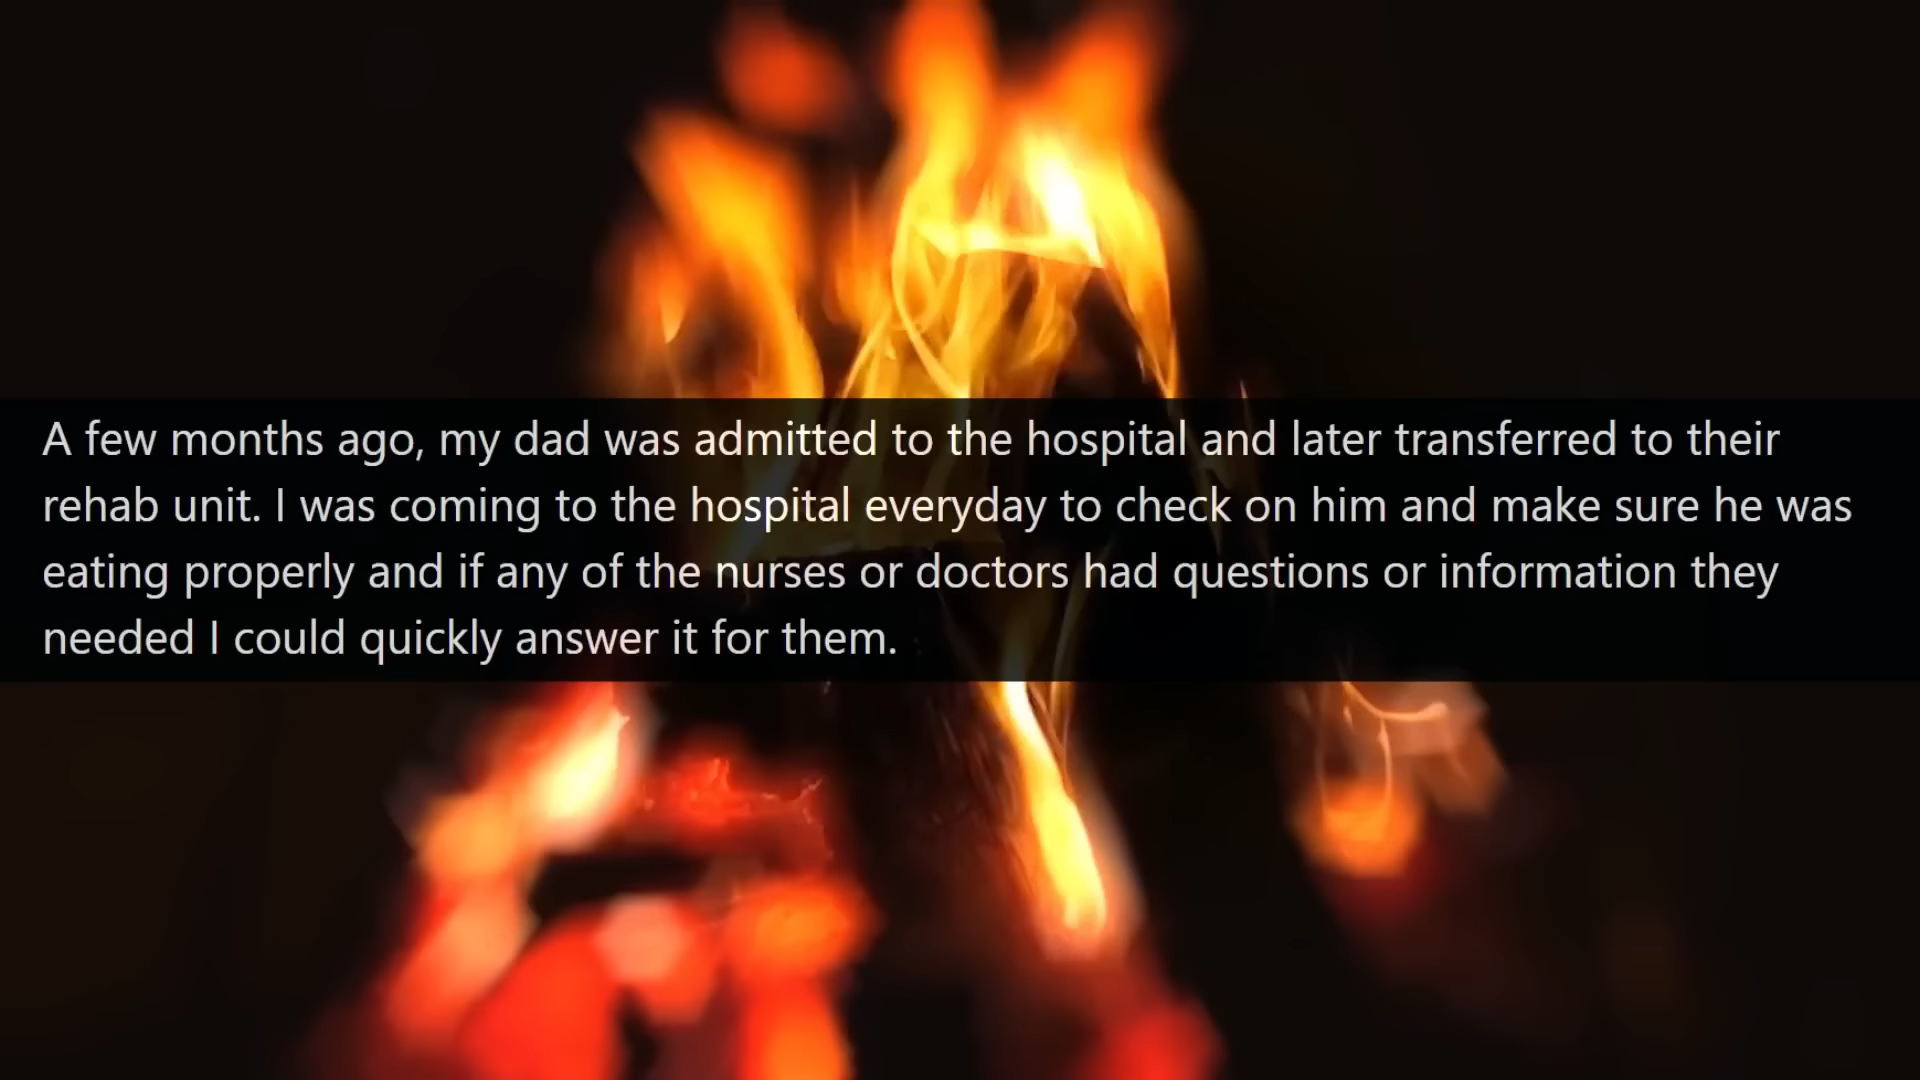 A few months ago, my dad was admitted to the hospital and later transferred to their
rehab unit. I was coming to the hospital everyday to check on him and make sure he was
eating properly and if any of the nurses or doctors had questions or information they
needed I could quickly answer it for them.